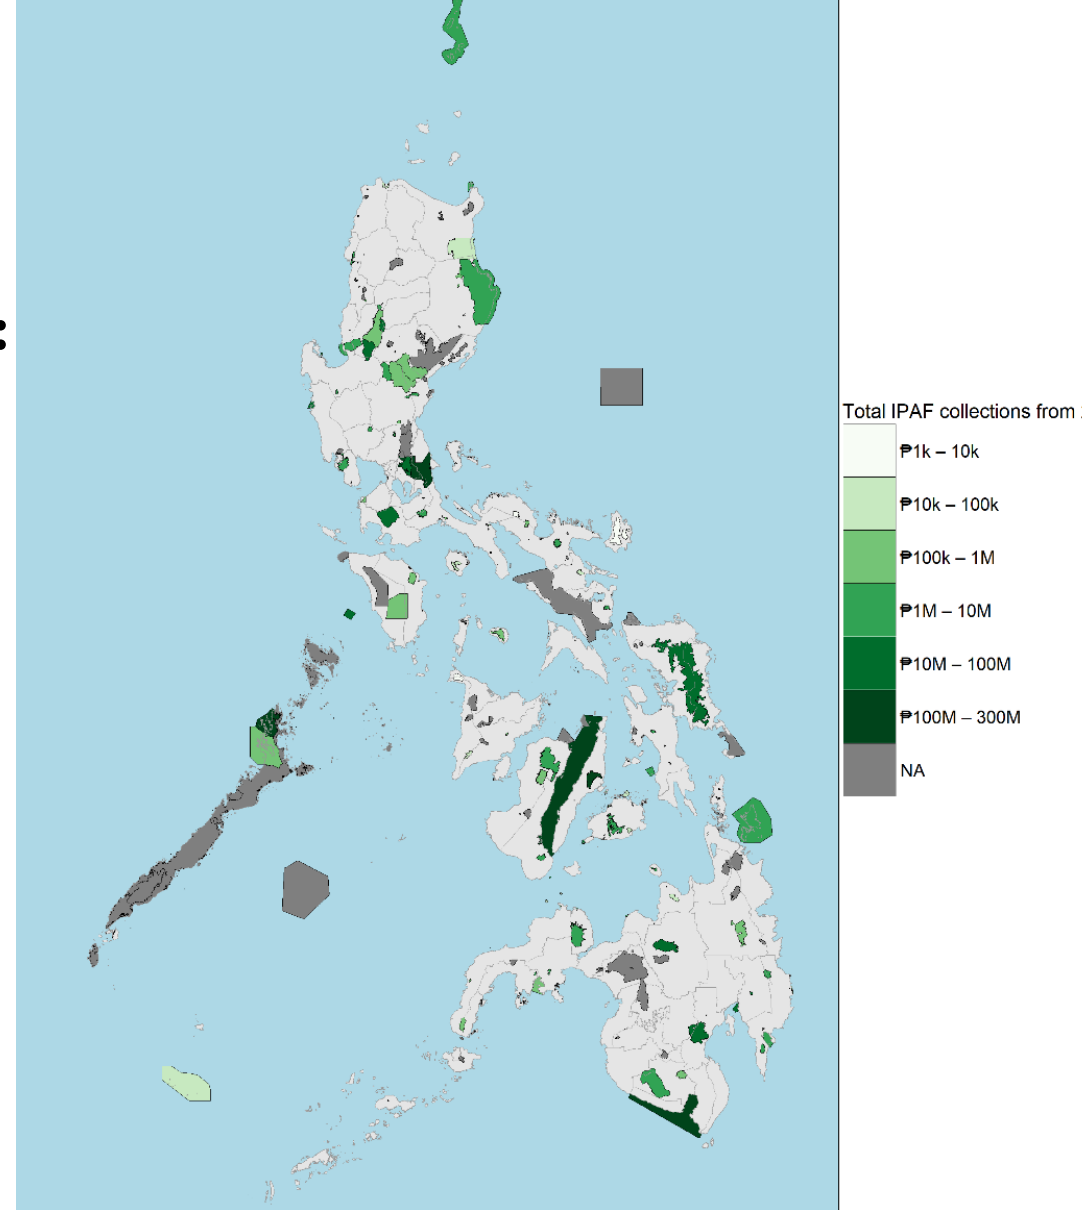 :
Total IPAF collections from
₱1k – 10k
₱10k – 100k
₱100k – 1M
₱1M – 10M
₱10M – 100M
₱100M – 300M
NA